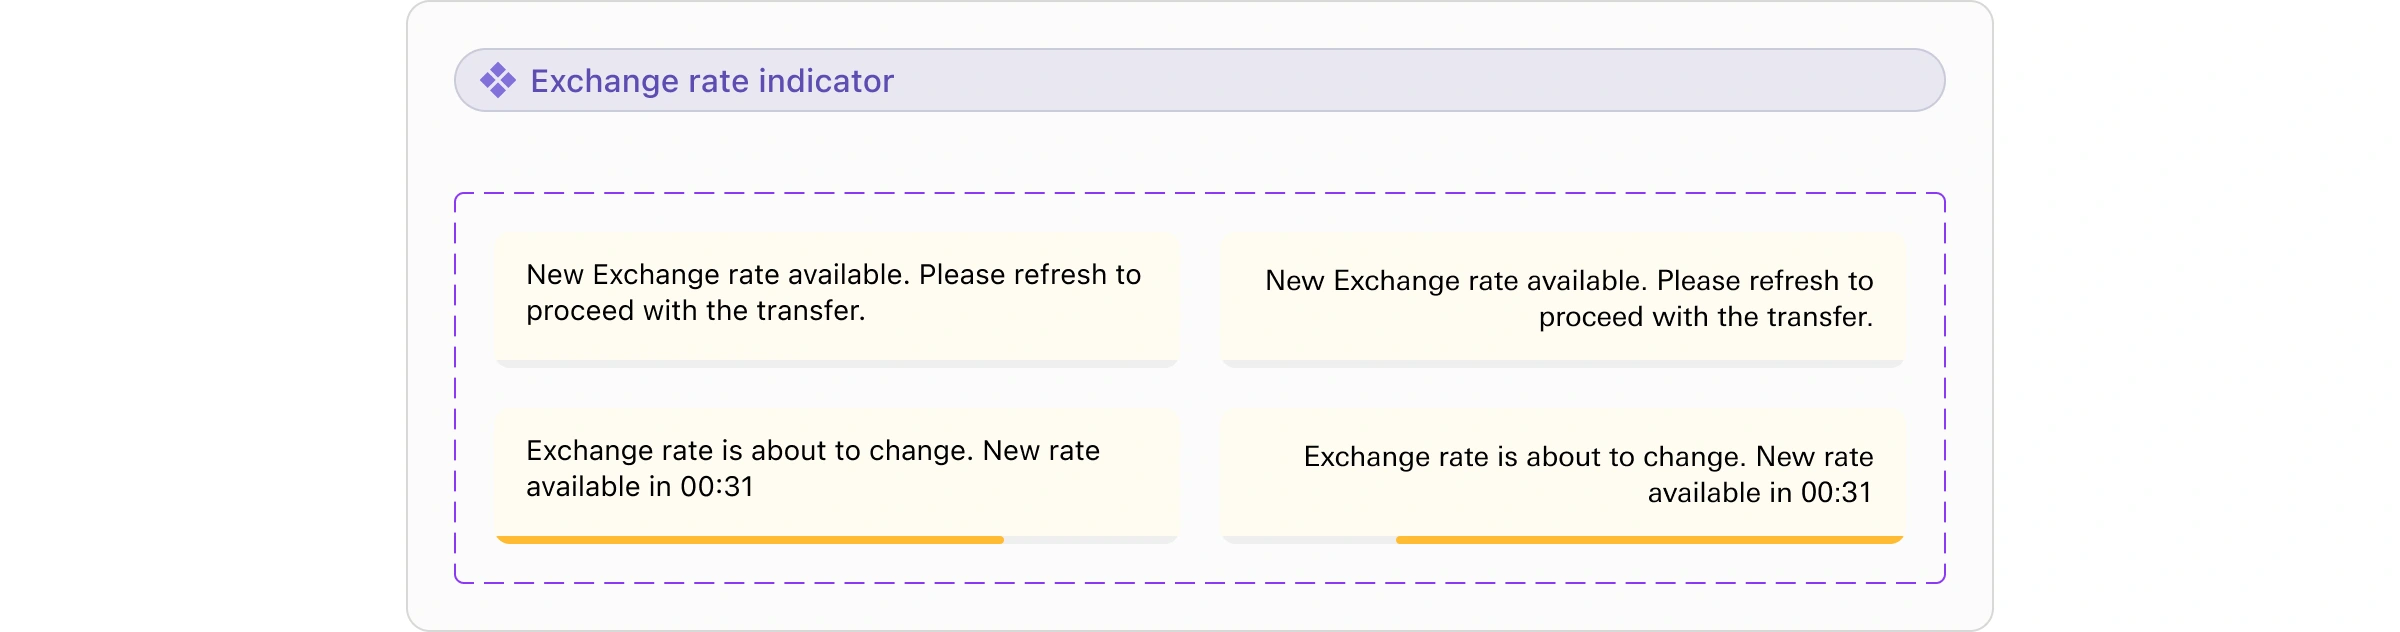 Exchange rate indicator
New Exchange rate available. Please refresh to
proceed with the transfer.
New Exchange rate available. Please refresh to
proceed with the transfer.
Exchange rate is about to change. New rate
available in 00:31
Exchange rate is about to change. New rate
available in 00:31